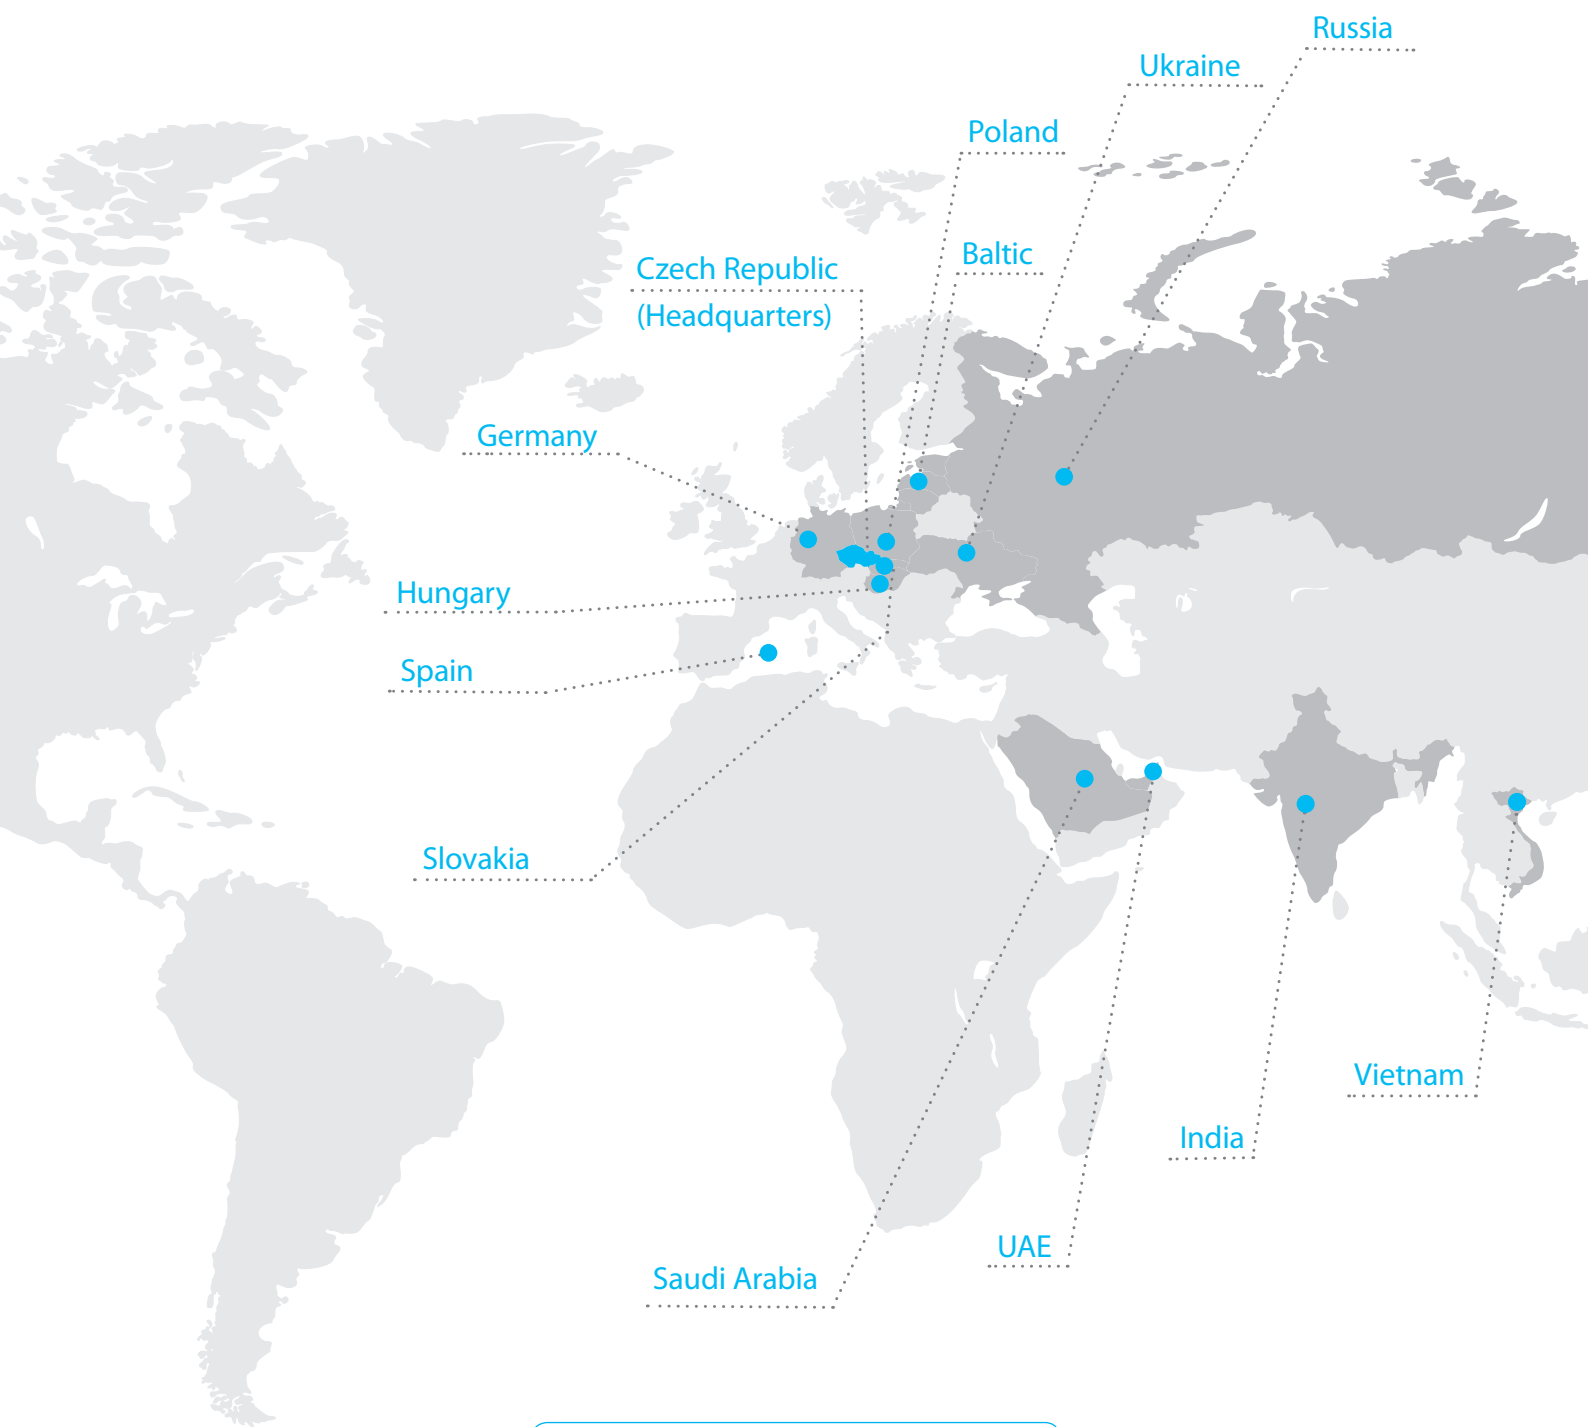 Russia
Ukraine
Poland
Baltic
Czech Republic
(Headquarters)
Germany
Hungary
Spain
Slovakia
Vietnam
India
UAE
Saudi Arabia